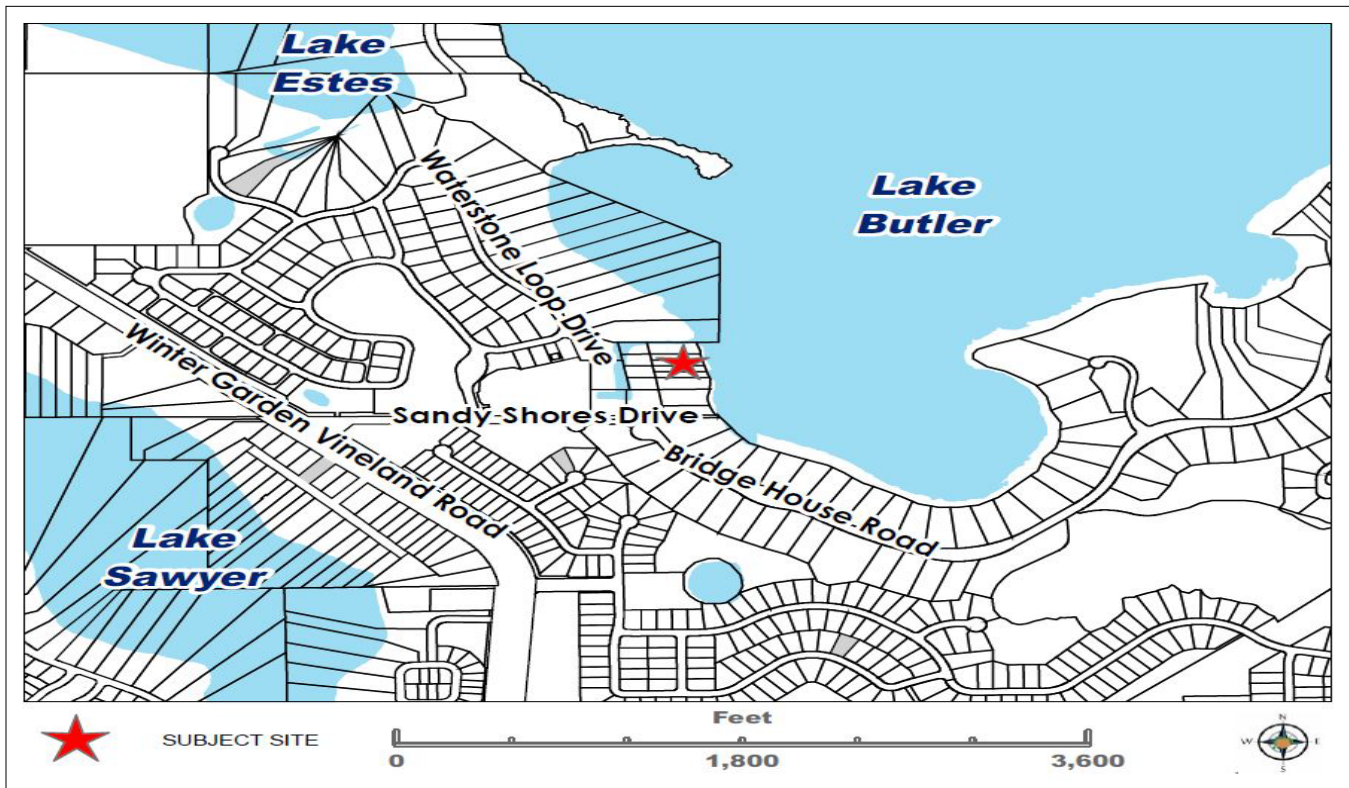 Lake
Estes
Waterstone Loop Drive
Lake
Butler
Winter Garden Vineland Road
Sandy Shores Drive
Bridge House Road
Lake
Sawyer
SUBJECT SITE
Feet
0
1,800
3,600
N
W
E
S